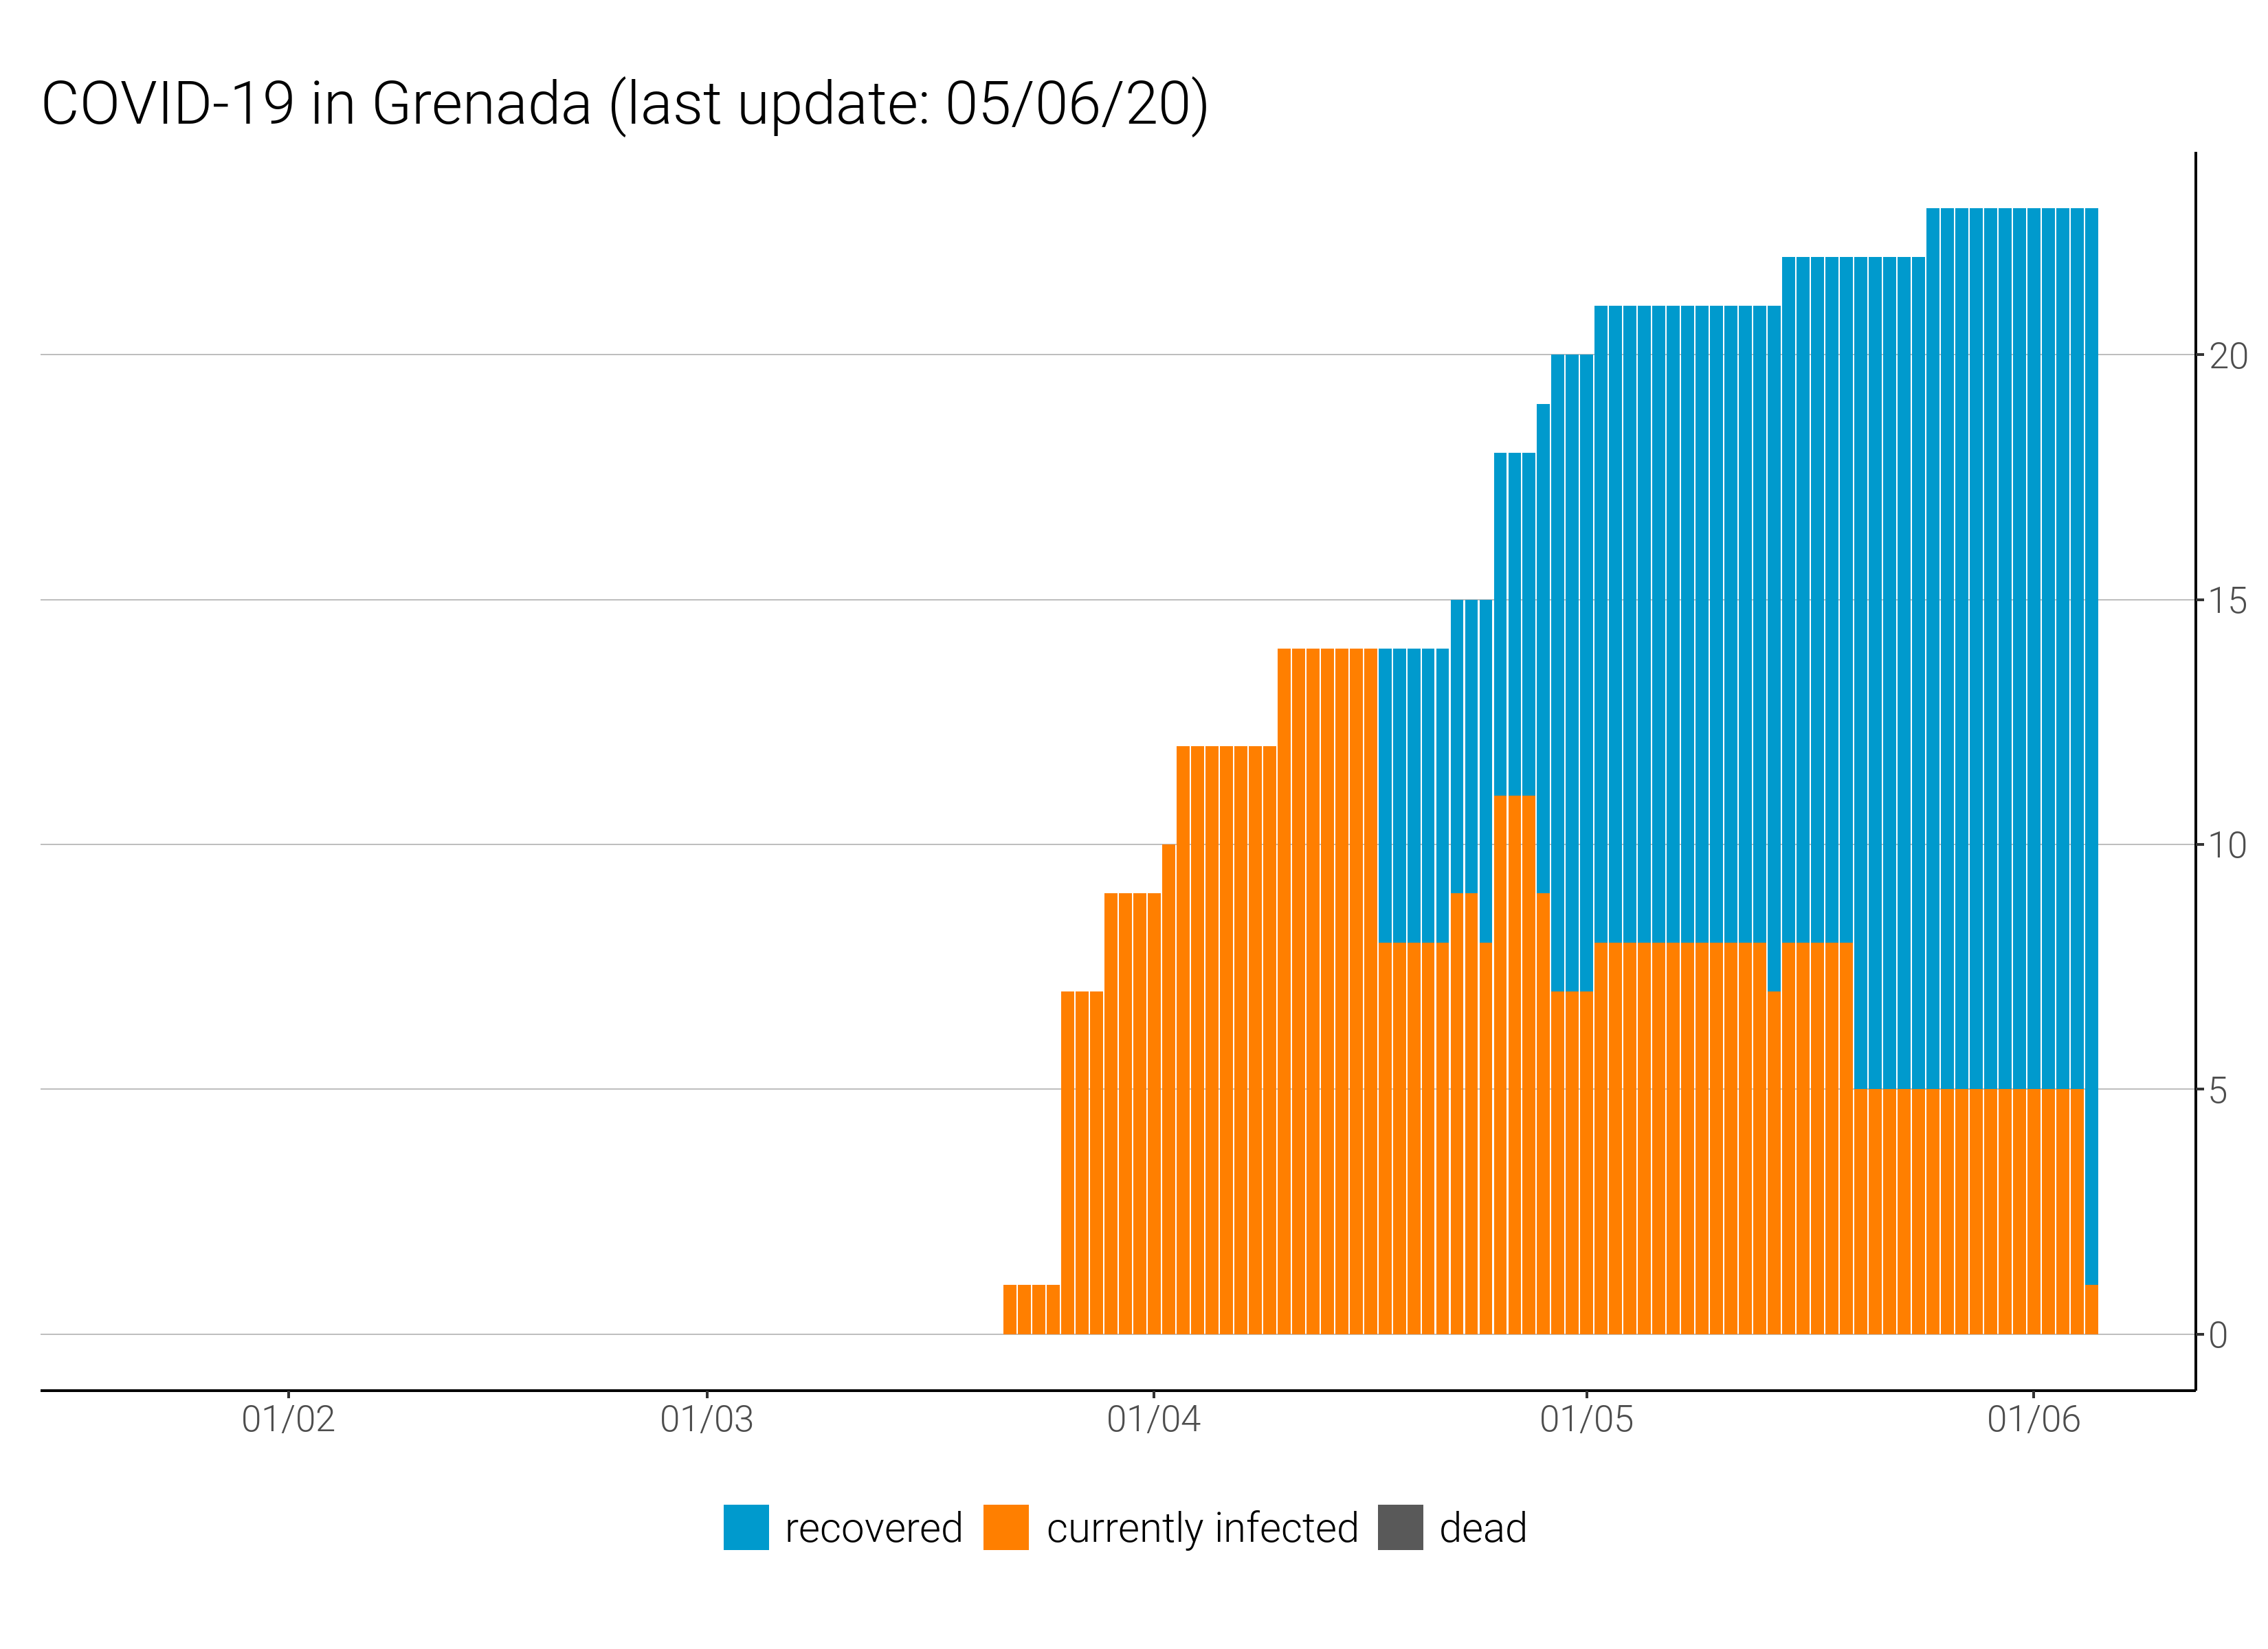 COVID-19 in Grenada (last update: 05/06/20)
20
15
10
5
0
01/02 01/03 01/04 01/05 01/06
recovered currently infected dead